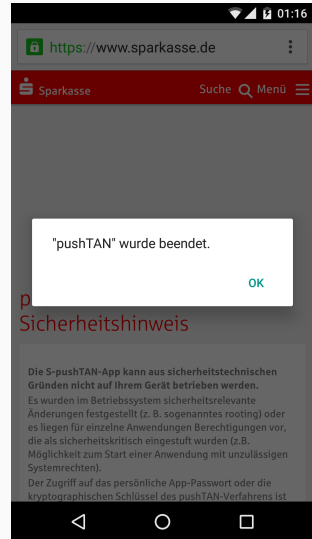 01:16
https://www.sparkasse.de
Sparkasse Suche Menü
"pushTAN" wurde beendet.
OK
p
Sicherheitshinweis
Die S-pushTAN-App kann aus sicherheitstechnischen
Gründen nicht auf Ihrem Gerät betrieben werden.
Es wurden im Betriebssystem sicherheitsrelevante
Änderungen festgestellt (z. B. sogenanntes rooting) oder
es liegen für einzelne Anwendungen Berechtigungen vor,
die als sicherheitskritisch eingestuft wurden (z.B.
Möglichkeit zum Start einer Anwendung mit unzulässigen
Systemrechten).
Der Zugriff auf das persönliche App-Passwort oder die
kryptographischen Schlüssel des pushTAN-Verfahrens ist